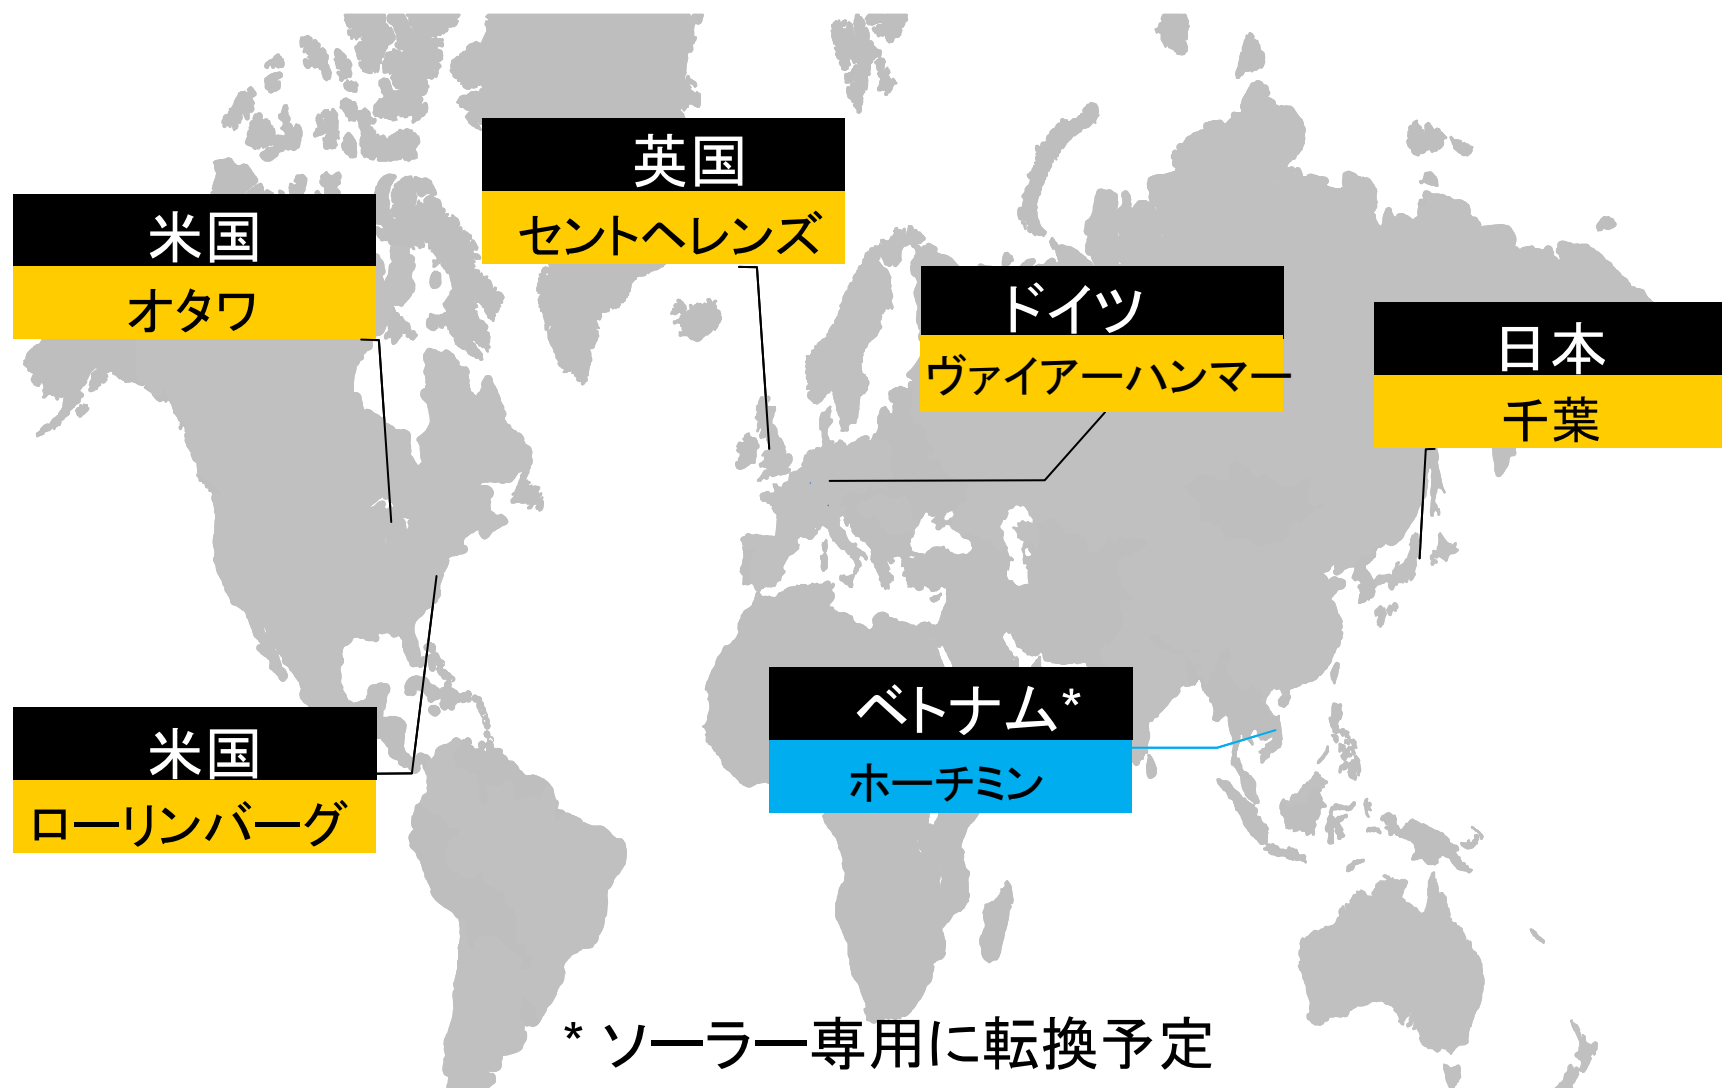 英国
セントヘレンズ
米国
オタワ
ドイツ
ヴァイアーハンマー
日本
千葉
米国
ローリンバーグ
ベトナム*
ホーチミン
* ソーラー専用に転換予定